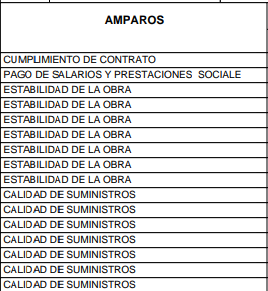 AMPAROS
CUMPLIMIENTO DE CONTRATO
PAGO DE SALARIOS Y PRESTACIONES SOCIALE
ESTABILIDAD DE LA OBRA
ESTABILIDAD DE LA OBRA
ESTABILIDAD DE LA OBRA
ESTABILIDAD DE LA OBRA
ESTABILIDAD DE LA OBRA
ESTABILIDAD DE LA OBRA
ESTABILIDAD DE LA OBRA
CALIDAD DE SUMINISTROS
CALIDAD DE SUMINISTROS
CALIDAD DE SUMINISTROS
CALIDAD DE SUMINISTROS
CALIDAD DE SUMINISTROS
CALIDAD DE SUMINISTROS
CALIDAD DE SUMINISTROS